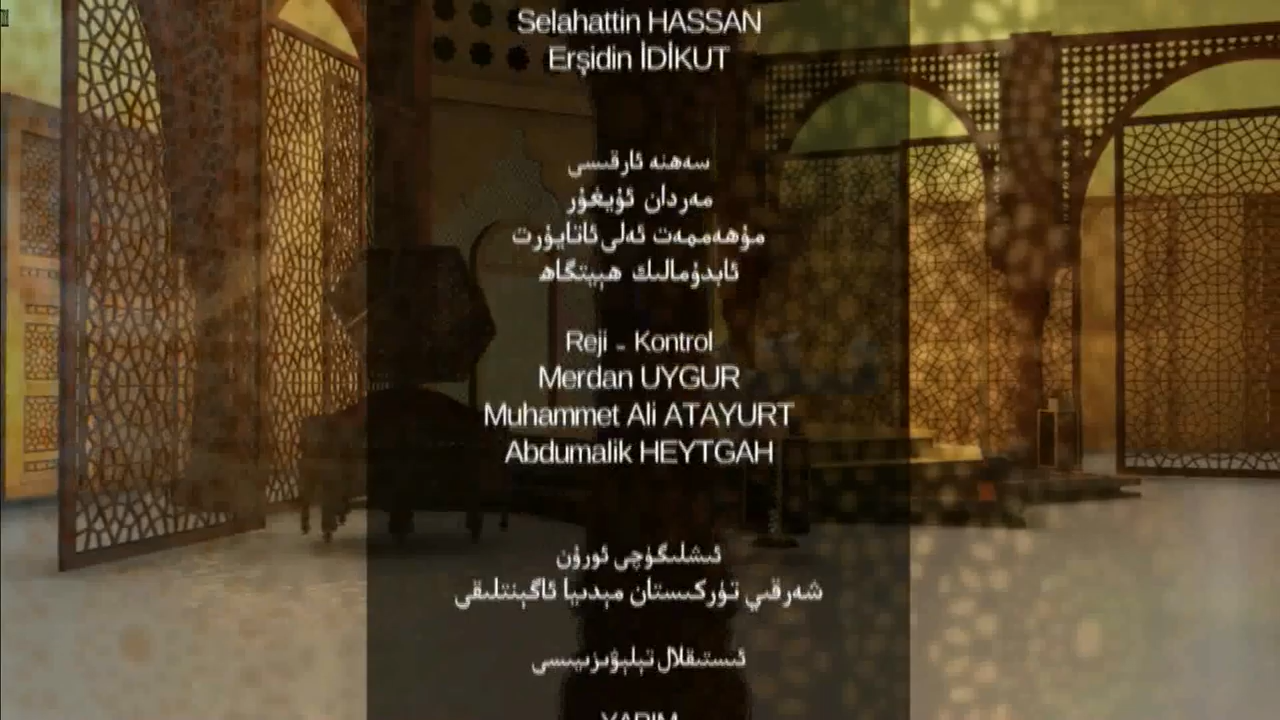 Selahattin HASSAN
Erşidin İDİKUT
سەھنە ئارقىسى
مەردان ئۇيغۇر
مۇھەممەت ئەلى ئاتايۇرت
ئابدۇمالىك ھېيتگاھ
Reji - Kontrol
Merdan UYGUR
Muhammet Ali ATAYURT
Abdumalik HEYTGAH
ئىشلىگۈچى ئورۇن
شەرقىي تۈركىستان مېدىيا ئاگېنتلىقى
ئىستىقلال تېلېۋىزىيىسى
YAPIM